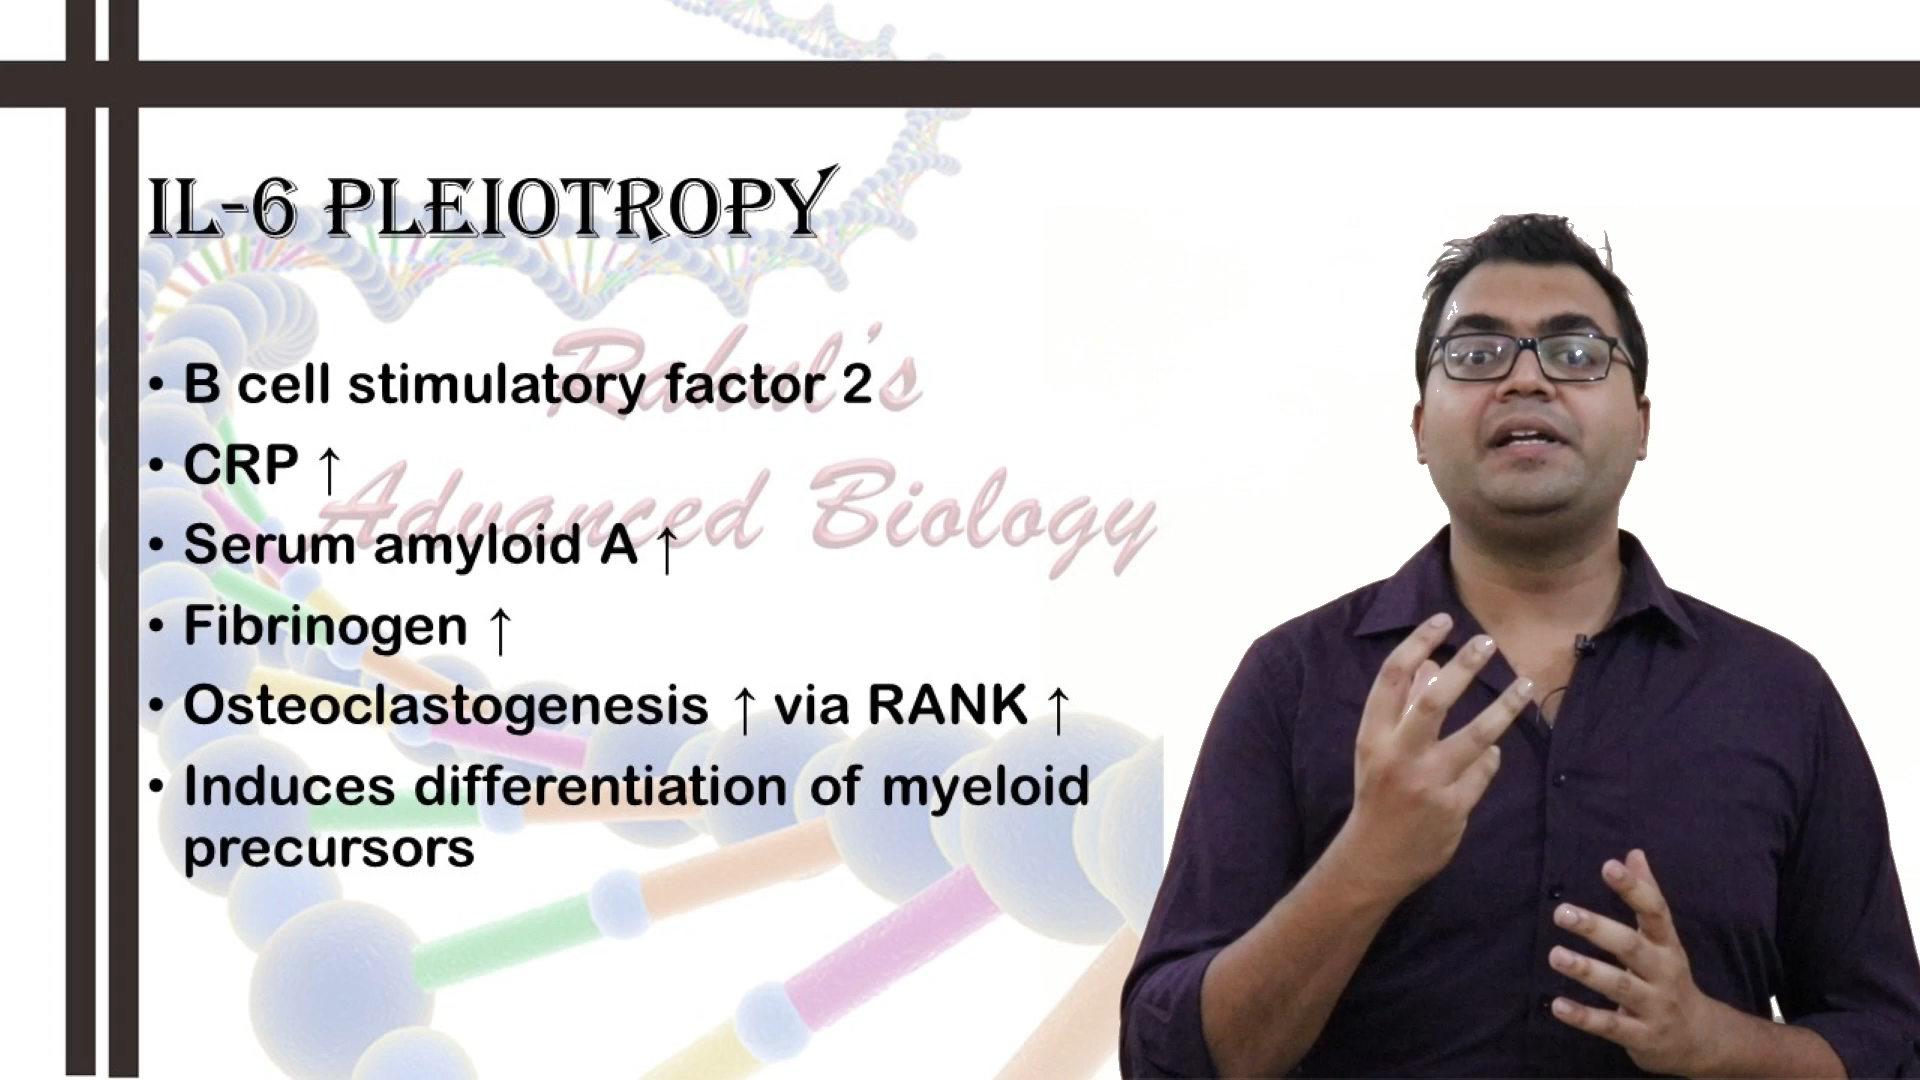 IL-6 PLEIOTROPY
Rahul's
Advanced Biology
• B cell stimulatory factor 2
• CRP ↑
• Serum amyloid A ↑
• Fibrinogen ↑
• Osteoclastogenesis ↑ via RANK ↑
• Induces differentiation of myeloid
precursors